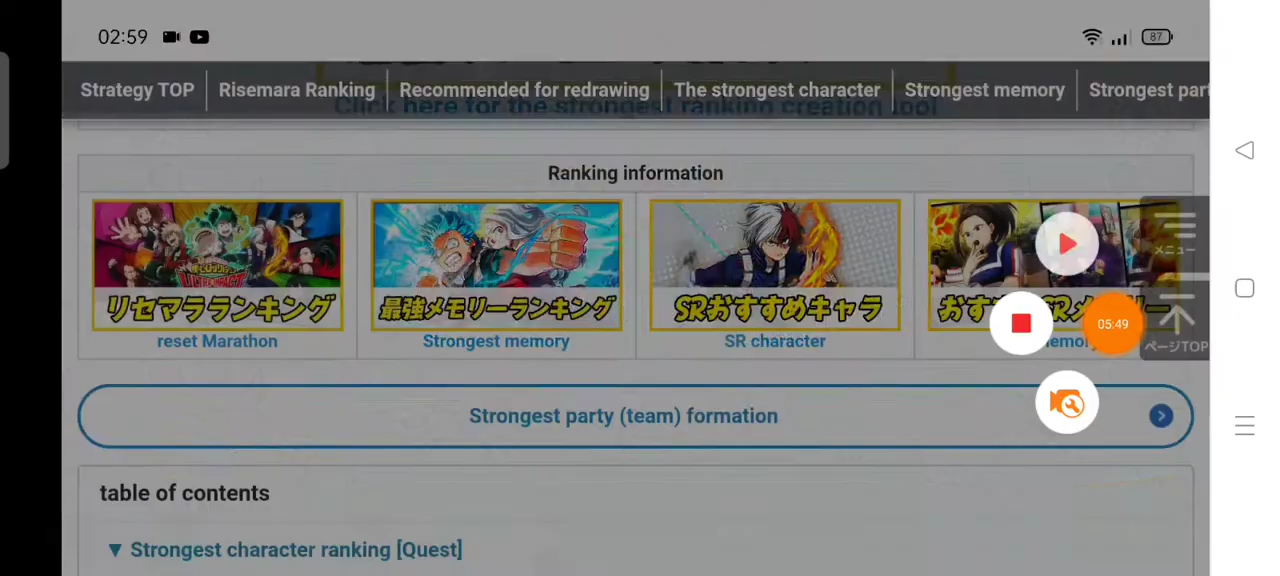 02:59
87
Strategy TOP
Risemara Ranking
Recommended for redrawing
The strongest character
Strongest memory
Strongest part
Click here for the strongest ranking creation tool
Ranking information
メニュー
リセマラランキング
最強メモリーランキング
SRおすすめキャラ
reset Marathon
Strongest memory
SR character
05:49
ページTOP
Strongest party (team) formation
table of contents
▼ Strongest character ranking [Quest]